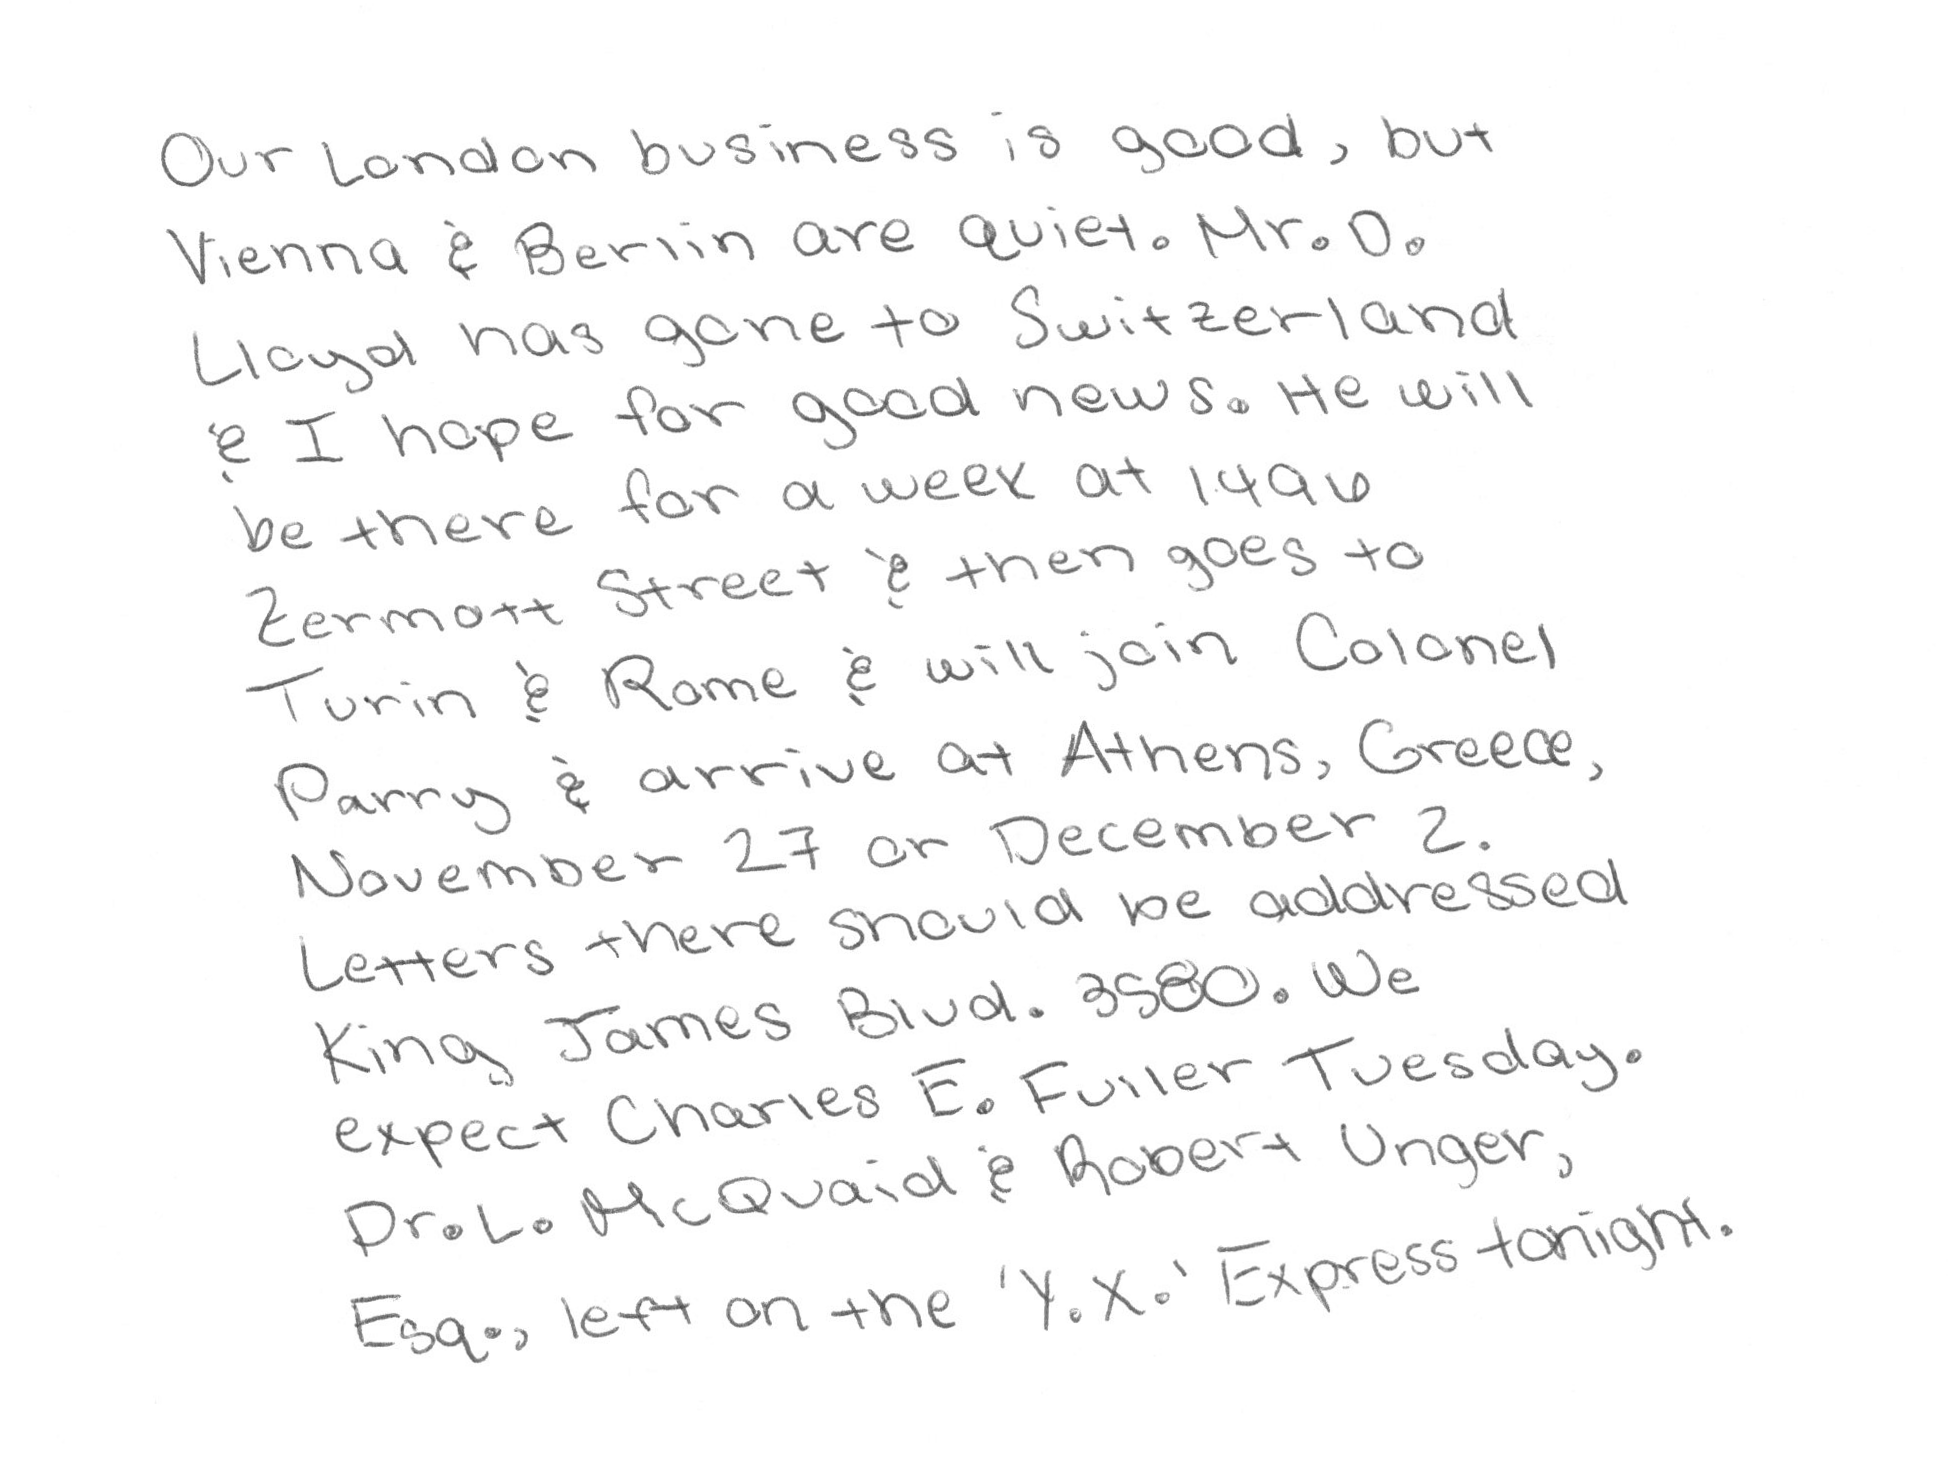 Our London business is good, but
Vienna & Berlin are quiet. Mr. D.
Lloyd has gone to Switzerland
& I hope for good news. He will
be there for a week at 1496
Zermott Street & then goes to
Turin & Rome & will join Colonel
Parry & arrive at Athens, Greece,
November 27 or December 2.
Letters there should be addressed
King James Blvd. 3580. We
expect Charles E. Fuller Tuesday.
Dr. L. McQuaid & Robert Unger,
Esq., left on the 'Y.X.' Express tonight.